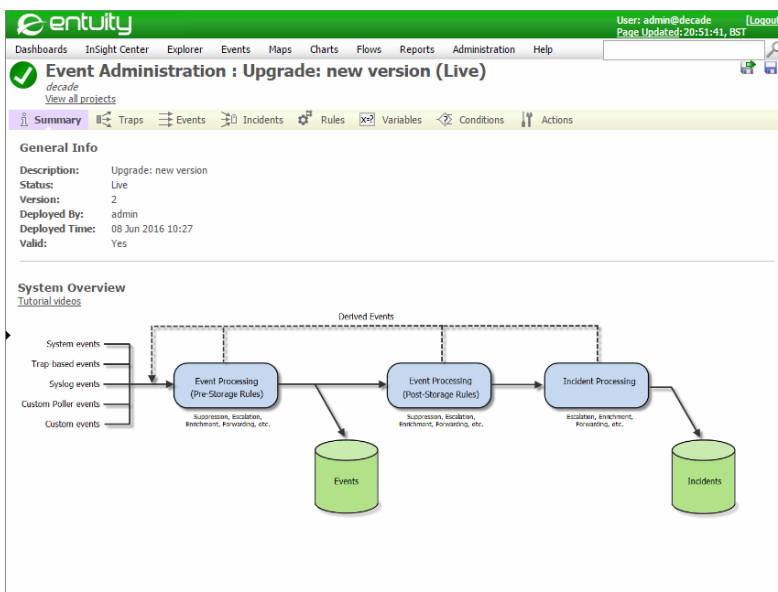 entuity
User: admin@decade [Logout
Page Updated: 20:51:41, BST
Dashboards InSight Center Explorer Events Maps Charts Flows Reports Administration Help
Event Administration : Upgrade: new version (Live)
decade
View all projects
Summary Traps Events Incidents Rules Variables Conditions Actions
General Info
Description: Upgrade: new version
Status: Live
Version: 2
Deployed By: admin
Deployed Time: 08 Jun 2016 10:27
Valid: Yes
System Overview
Tutorial videos
Derived Events
System events
Trap-based events
Syslog events
Custom Poller events
Custom events
Event Processing
(Pre-Storage Rules)
Suppression, Escalation,
Enrichment, Forwarding, etc.
Event Processing
(Post-Storage Rules)
Suppression, Escalation,
Enrichment, Forwarding, etc.
Incident Processing
Escalation, Enrichment,
Forwarding, etc.
Events
Incidents